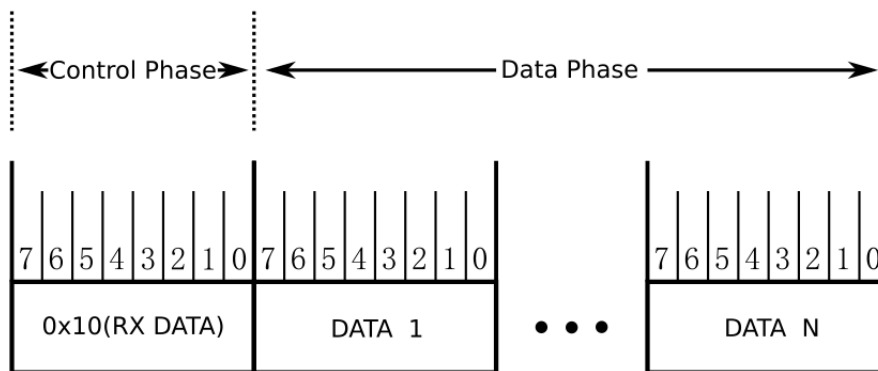 Control Phase Data Phase
7 6 5 4 3 2 1 0 7 6 5 4 3 2 1 0 7 6 5 4 3 2 1 0
0x10(RX DATA) DATA 1 ••• DATA N